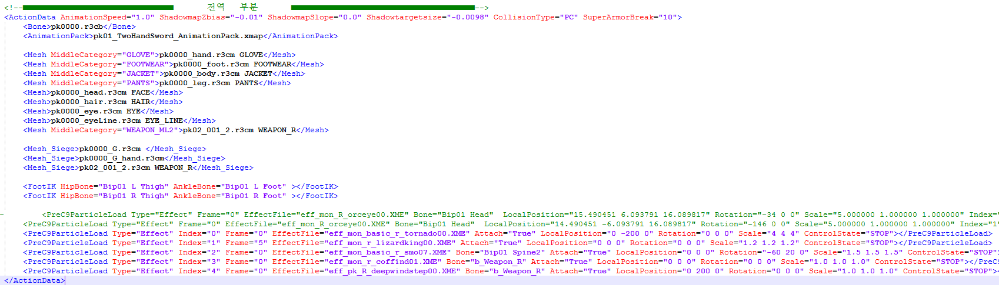 <!--■■■■■■■■■■■■■■■■■■■■■■■■■■■■■■■■ 전역 부분 ■■■■■■■■■■■■■■■■■■■■■■■■■■■■■■■■■■■■■■■-->
<ActionData AnimationSpeed="1.0" ShadowmapZbias="-0.01" ShadowmapSlope="0.0" Shadowtargetsize="-0.0098" CollisionType="PC" SuperArmorBreak="10">
<Bone>pk0000.r3cb</Bone>
<AnimationPack>pk01_TwoHandSword_AnimationPack.xmap</AnimationPack>
<Mesh MiddleCategory="GLOVE">pk0000_hand.r3cm GLOVE</Mesh>
<Mesh MiddleCategory="FOOTWEAR">pk0000_foot.r3cm FOOTWEAR</Mesh>
<Mesh MiddleCategory="JACKET">pk0000_body.r3cm JACKET</Mesh>
<Mesh MiddleCategory="PANTS">pk0000_leg.r3cm PANTS</Mesh>
<Mesh>pk0000_head.r3cm FACE</Mesh>
<Mesh>pk0000_hair.r3cm HAIR</Mesh>
<Mesh>pk0000_eye.r3cm EYE</Mesh>
<Mesh>pk0000_eyeLine.r3cm EYE_LINE</Mesh>
<Mesh MiddleCategory="WEAPON_ML2">pk02_001_2.r3cm WEAPON_R</Mesh>
<Mesh_Siege>pk0000_G.r3cm </Mesh_Siege>
<Mesh_Siege>pk0000_G_hand.r3cm</Mesh_Siege>
<Mesh_Siege>pk02_001_2.r3cm WEAPON_R</Mesh_Siege>
<FootIK HipBone="Bip01 L Thigh" AnkleBone="Bip01 L Foot" ></FootIK>
<FootIK HipBone="Bip01 R Thigh" AnkleBone="Bip01 R Foot" ></FootIK>
<PreC9ParticleLoad Type="Effect" Frame="0" EffectFile="eff_mon_R_orceye00.XME" Bone="Bip01 Head"  LocalPosition="15.490451 6.093791 16.089817" Rotation="-34 0 0" Scale="5.000000 1.000000 1.000000" Index="
<PreC9ParticleLoad Type="Effect" Frame="0" EffectFile="eff_mon_R_orceye00.XME" Bone="Bip01 Head"  LocalPosition="14.490451 -6.093791 16.089817" Rotation="-146 0 0" Scale="5.000000 1.000000 1.000000" Index="1"
<PreC9ParticleLoad Type="Effect" Index="0" Frame="0" EffectFile="eff_mon_basic_r_tornado00.XME" Attach="True" LocalPosition="0 -200 0" Rotation="0 0 0" Scale="4 4 4" ControlState="STOP"></PreC9ParticleLoad>
<PreC9ParticleLoad Type="Effect" Index="1" Frame="5" EffectFile="eff_mon_r_lizardking00.XME" Attach="True" LocalPosition="0 0 0" Rotation="0 0 0" Scale="1.2 1.2 1.2" ControlState="STOP"></PreC9ParticleLoad>
<PreC9ParticleLoad Type="Effect" Index="2" Frame="0" EffectFile="eff_mon_basic_r_smo07.XME" Bone="Bip01 Spine2" Attach="True" LocalPosition="0 0 0" Rotation="-60 20 0" Scale="1.5 1.5 1.5" ControlState="STOP">
<PreC9ParticleLoad Type="Effect" Index="3" Frame="0" EffectFile="eff_mon_r_coffind01.XME" Bone="b_Weapon_R" Attach="True" LocalPosition="0 0 0" Rotation="0 0 0" Scale="1.0 1.0 1.0" ControlState="STOP"></PreC9
<PreC9ParticleLoad Type="Effect" Index="4" Frame="0" EffectFile="eff_pk_R_deepwindstep00.XME" Bone="b_Weapon_R" Attach="True" LocalPosition="0 200 0" Rotation="0 0 0" Scale="1.0 1.0 1.0" ControlState="STOP"><
</ActionData>